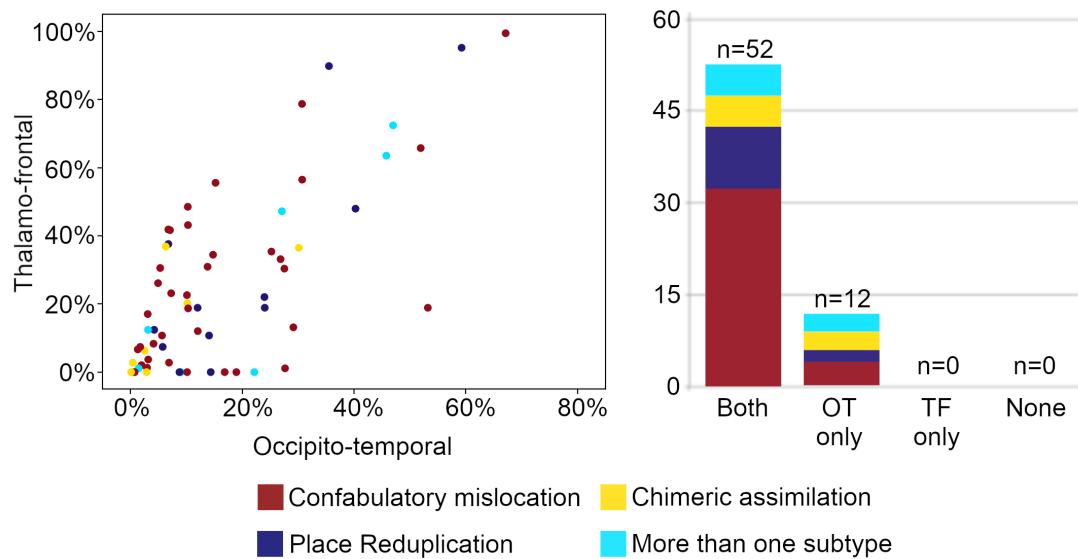 100%
80%
60%
40%
20%
0%
Thalamo-frontal
0%
20%
40%
60%
80%
Occipito-temporal
60
45
30
15
0
n=52
n=12
n=0
n=0
Both
OT
only
TF
only
None
Confabulatory mislocation
Chimeric assimilation
Place Reduplication
More than one subtype